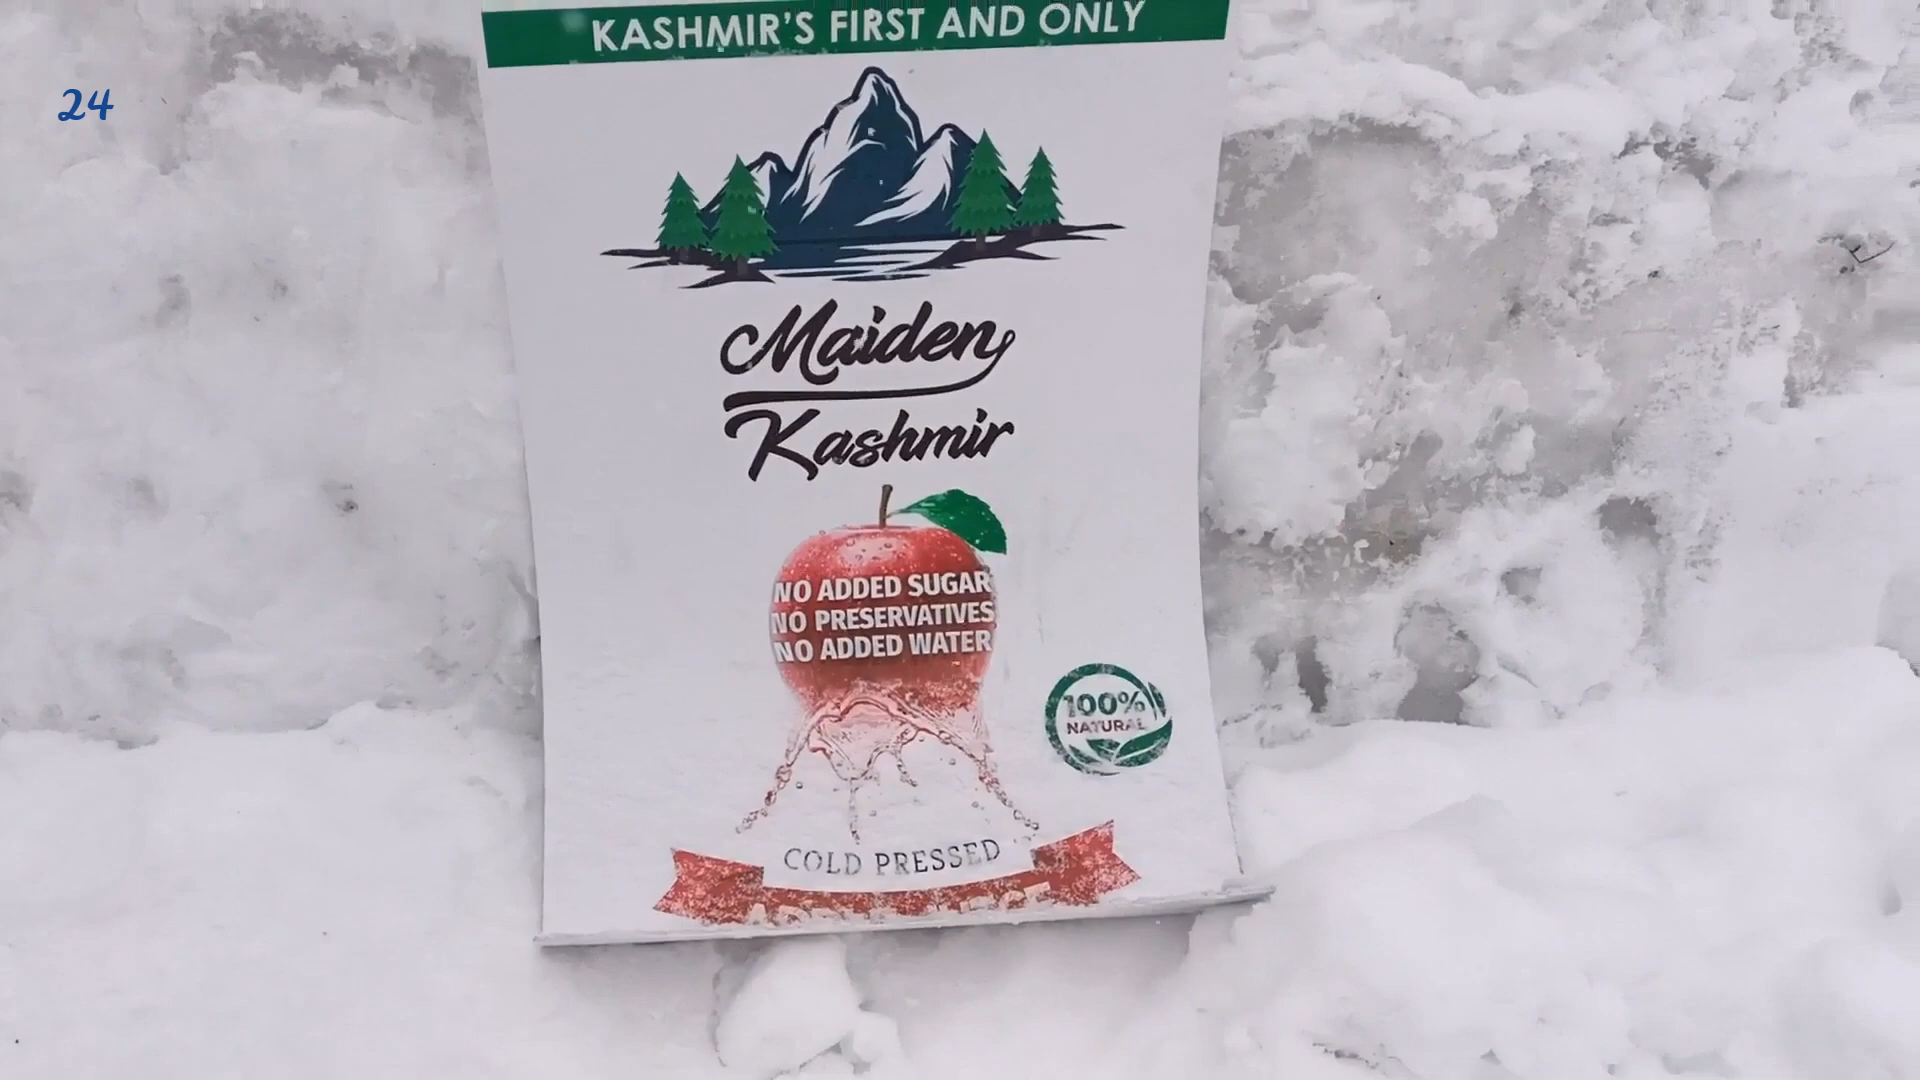 KASHMIR'S FIRST AND ONLY
24
Maiden
Kashmir
NO ADDED SUGAR
NO PRESERVATIVES
NO ADDED WATER
100%
NATURAL
COLD PRESSED